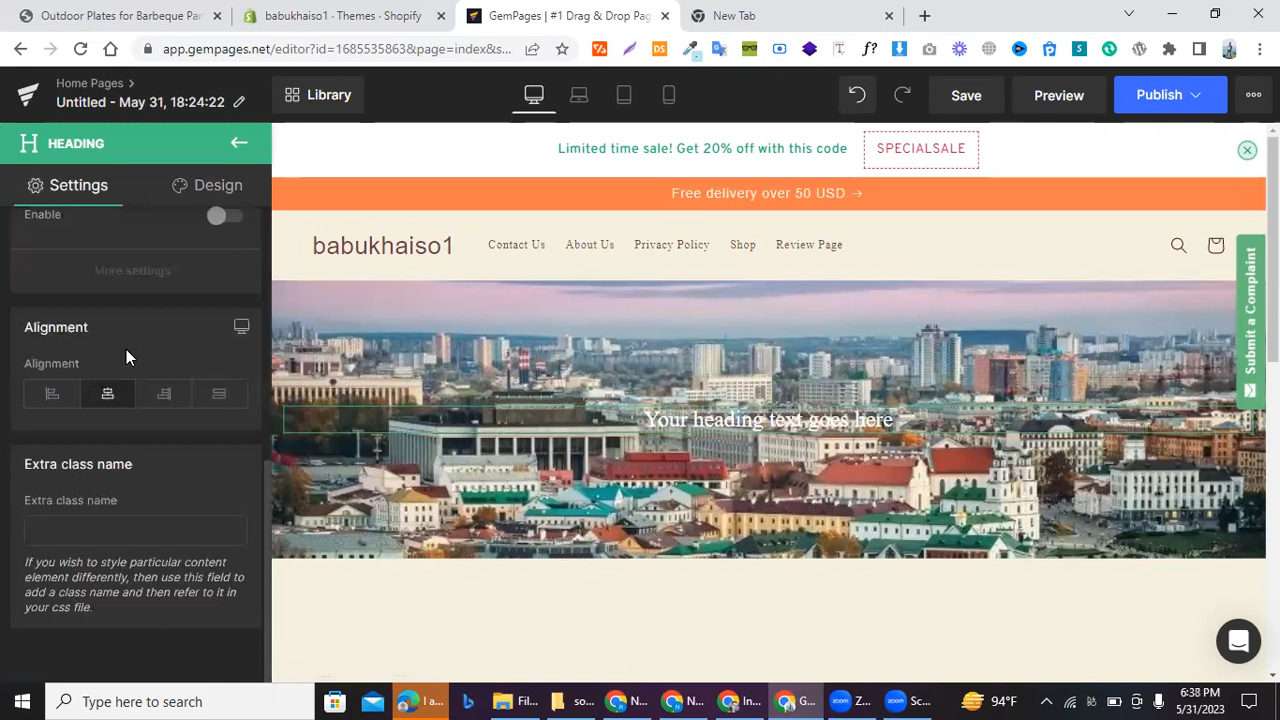 Outdoor Plates for Barbeque Pap
babukhaiso1 · Themes · Shopify
GemPages | #1 Drag & Drop Pag
New Tab
app.gempages.net/editor?id=1685535863&page=index&s...
Home Pages
Untitled - May 31, 18:24:22
Library
Save
Preview
Publish
HEADING
Settings
Design
Enable
More settings
Alignment
Alignment
Extra class name
Extra class name
If you wish to style particular content
element differently, then use this field to
add a class name and then refer to it in
your css file.
Limited time sale! Get 20% off with this code
SPECIALSALE
Free delivery over 50 USD →
babukhaiso1
Contact Us
About Us
Privacy Policy
Shop
Review Page
Your heading text goes here
Submit a Complaint
Type here to search
I a...
Fil...
so...
N...
N...
In...
G...
Z...
Sc...
94°F
6:38 PM
5/31/2023